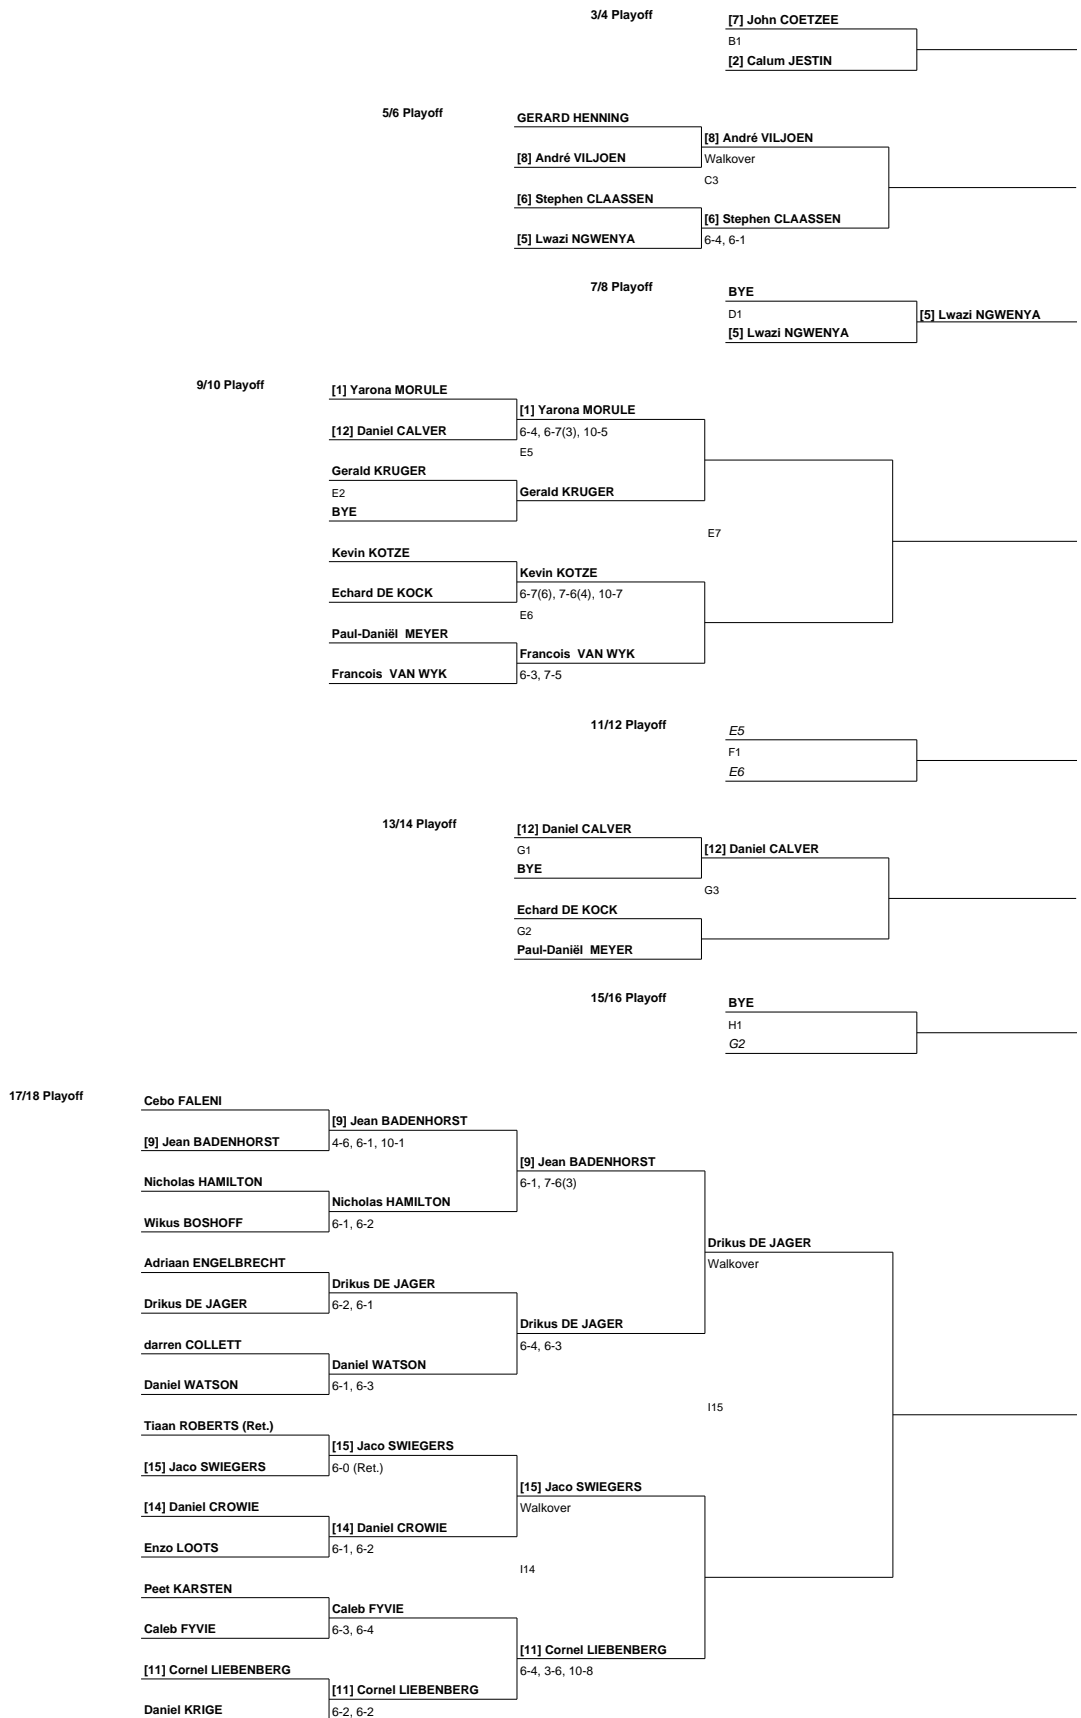 3/4 Playoff
[7] John COETZEE
B1
[2] Calum JESTIN
5/6 Playoff
GERARD HENNING
[8] André VILJOEN
[8] André VILJOEN
Walkover
C3
[6] Stephen CLAASSEN
[6] Stephen CLAASSEN
[5] Lwazi NGWENYA
6-4, 6-1
7/8 Playoff
BYE
D1
[5] Lwazi NGWENYA
[5] Lwazi NGWENYA
9/10 Playoff
[1] Yarona MORULE
[1] Yarona MORULE
[12] Daniel CALVER
6-4, 6-7(3), 10-5
E5
Gerald KRUGER
E2
Gerald KRUGER
BYE
E7
Kevin KOTZE
Kevin KOTZE
Echard DE KOCK
6-7(6), 7-6(4), 10-7
E6
Paul-Daniël  MEYER
Francois  VAN WYK
Francois  VAN WYK
6-3, 7-5
11/12 Playoff
E5
F1
E6
13/14 Playoff
[12] Daniel CALVER
G1
[12] Daniel CALVER
BYE
G3
Echard DE KOCK
G2
Paul-Daniël  MEYER
15/16 Playoff
BYE
H1
G2
17/18 Playoff
Cebo FALENI
[9] Jean BADENHORST
[9] Jean BADENHORST
4-6, 6-1, 10-1
[9] Jean BADENHORST
6-1, 7-6(3)
Nicholas HAMILTON
Nicholas HAMILTON
Wikus BOSHOFF
6-1, 6-2
Drikus DE JAGER
Walkover
Adriaan ENGELBRECHT
Drikus DE JAGER
Drikus DE JAGER
6-2, 6-1
Drikus DE JAGER
6-4, 6-3
darren COLLETT
Daniel WATSON
Daniel WATSON
6-1, 6-3
I15
Tiaan ROBERTS (Ret.)
[15] Jaco SWIEGERS
[15] Jaco SWIEGERS
6-0 (Ret.)
[15] Jaco SWIEGERS
Walkover
[14] Daniel CROWIE
[14] Daniel CROWIE
Enzo LOOTS
6-1, 6-2
I14
Peet KARSTEN
Caleb FYVIE
Caleb FYVIE
6-3, 6-4
[11] Cornel LIEBENBERG
6-4, 3-6, 10-8
[11] Cornel LIEBENBERG
[11] Cornel LIEBENBERG
Daniel KRIGE
6-2, 6-2